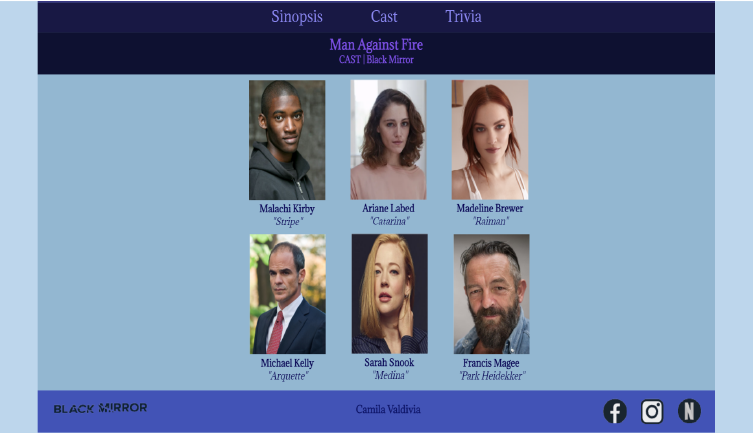 Sinopsis Cast Trivia
Man Against Fire
CAST | Black Mirror
Malachi Kirby Ariane Labed Madeline Brewer
"Stripe" "Catarina" "Raiman"
Michael Kelly Sarah Snook Francis Magee
"Arquette" "Medina" "Park Heidekker"
BLACK MIRROR Camila Valdivia f N